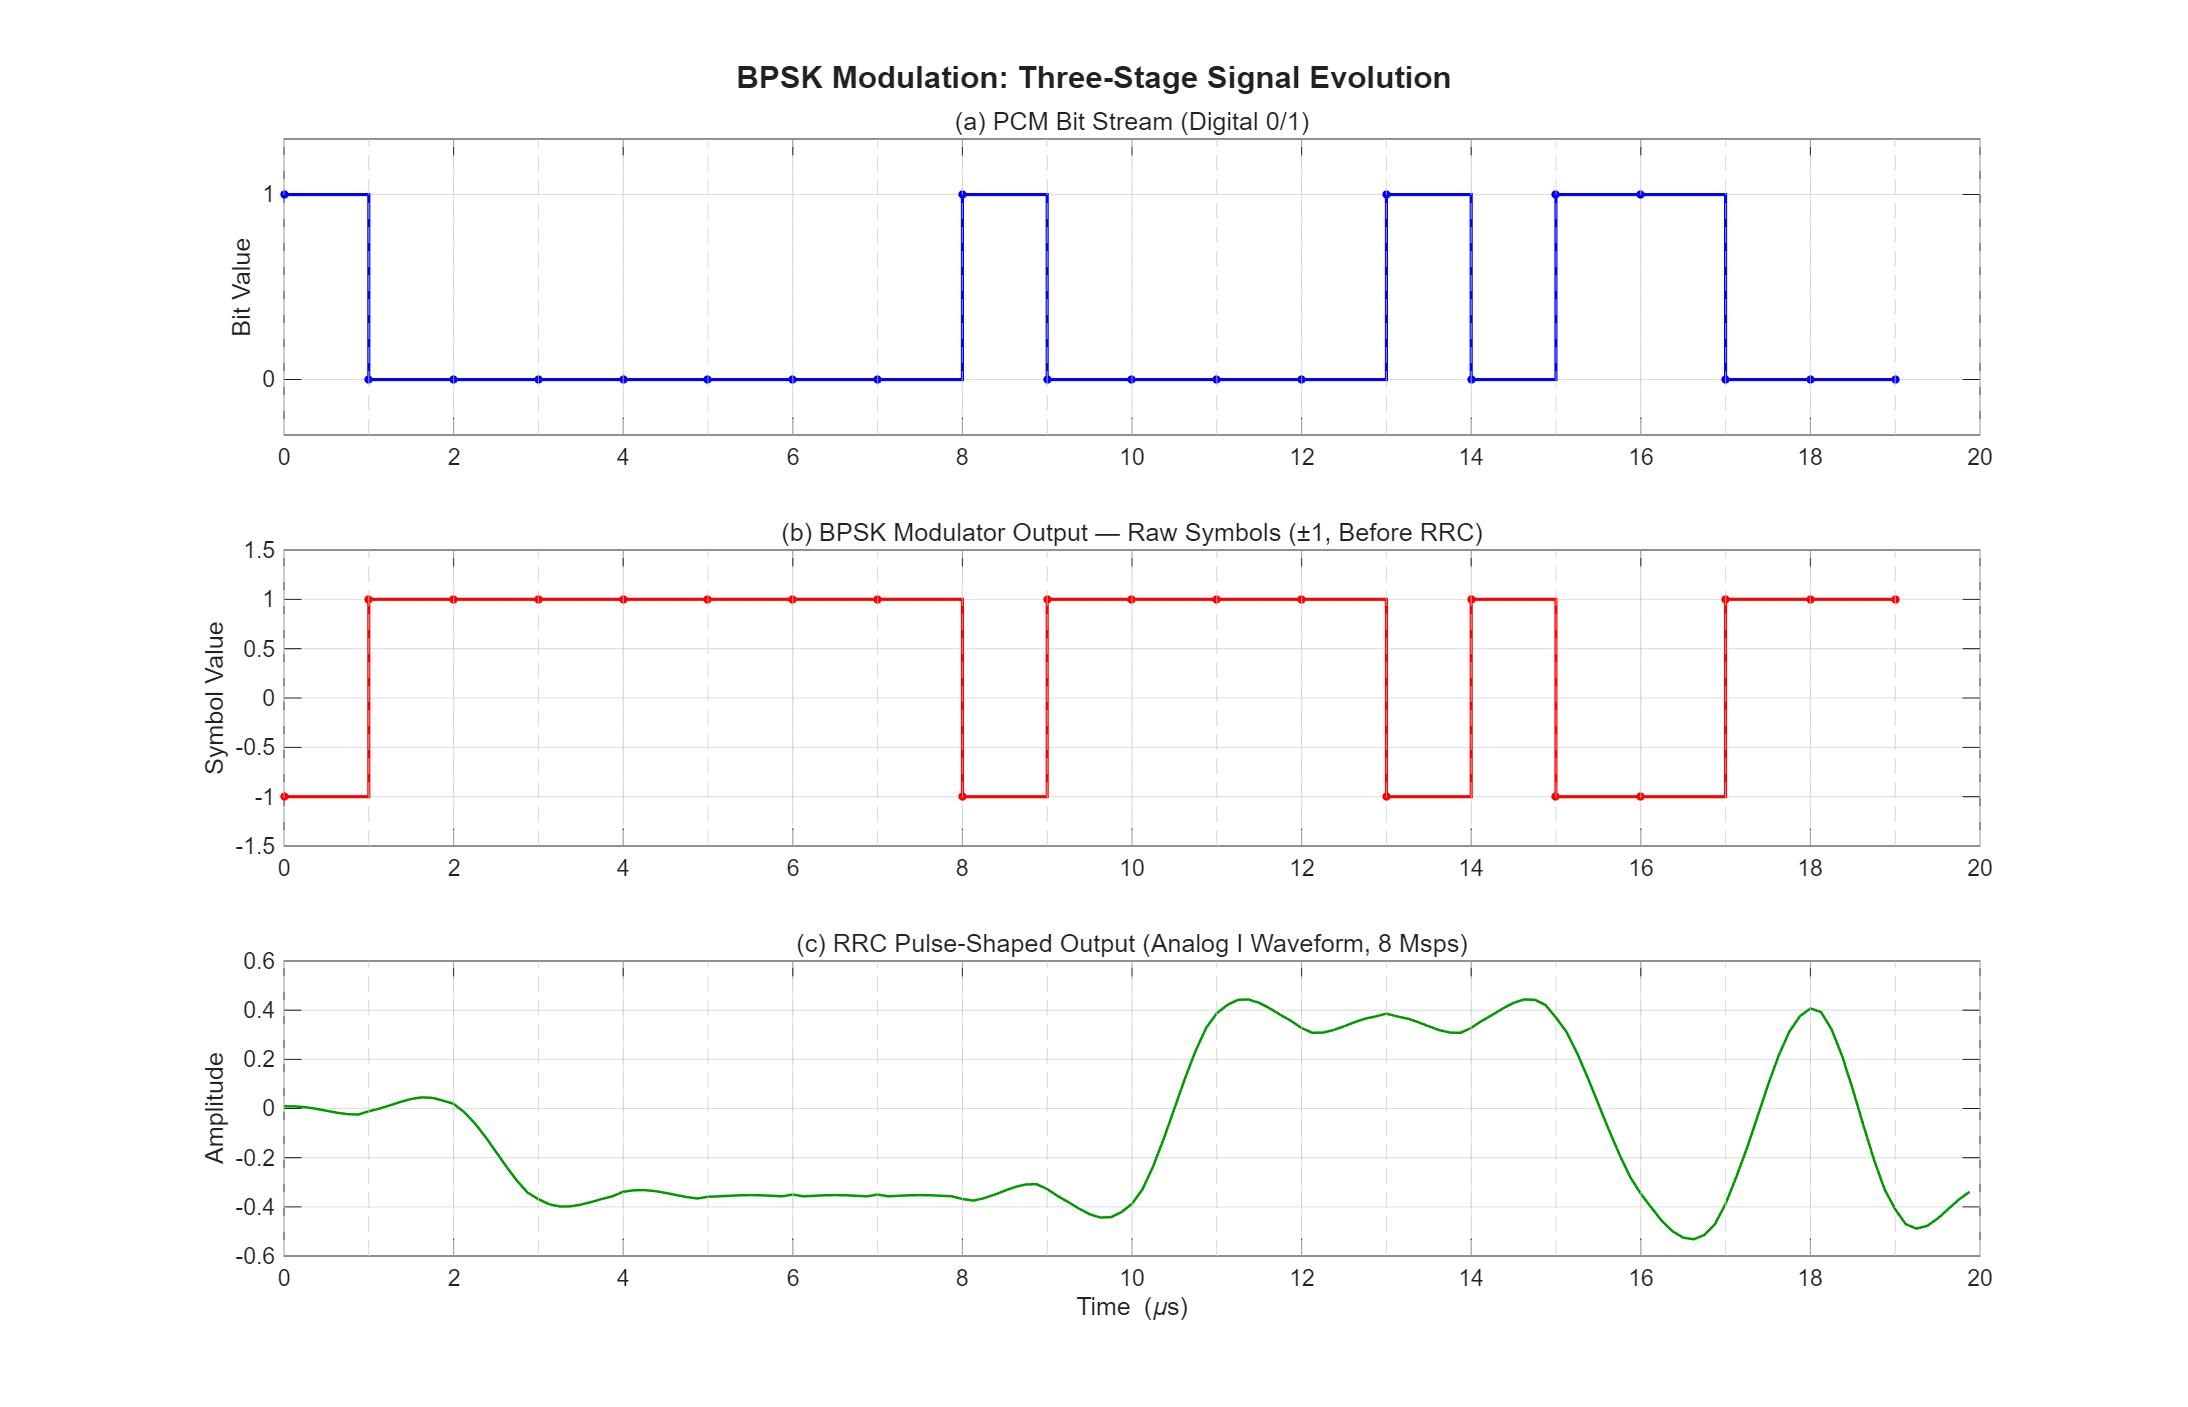 BPSK Modulation: Three-Stage Signal Evolution
(a) PCM Bit Stream (Digital 0/1)
Bit Value
1
0
0 2 4 6 8 10 12 14 16 18 20
(b) BPSK Modulator Output — Raw Symbols (±1, Before RRC)
Symbol Value
1.5
1
0.5
0
-0.5
-1
-1.5
0 2 4 6 8 10 12 14 16 18 20
(c) RRC Pulse-Shaped Output (Analog I Waveform, 8 Msps)
Amplitude
0.6
0.4
0.2
0
-0.2
-0.4
-0.6
0 2 4 6 8 10 12 14 16 18 20
Time (µs)